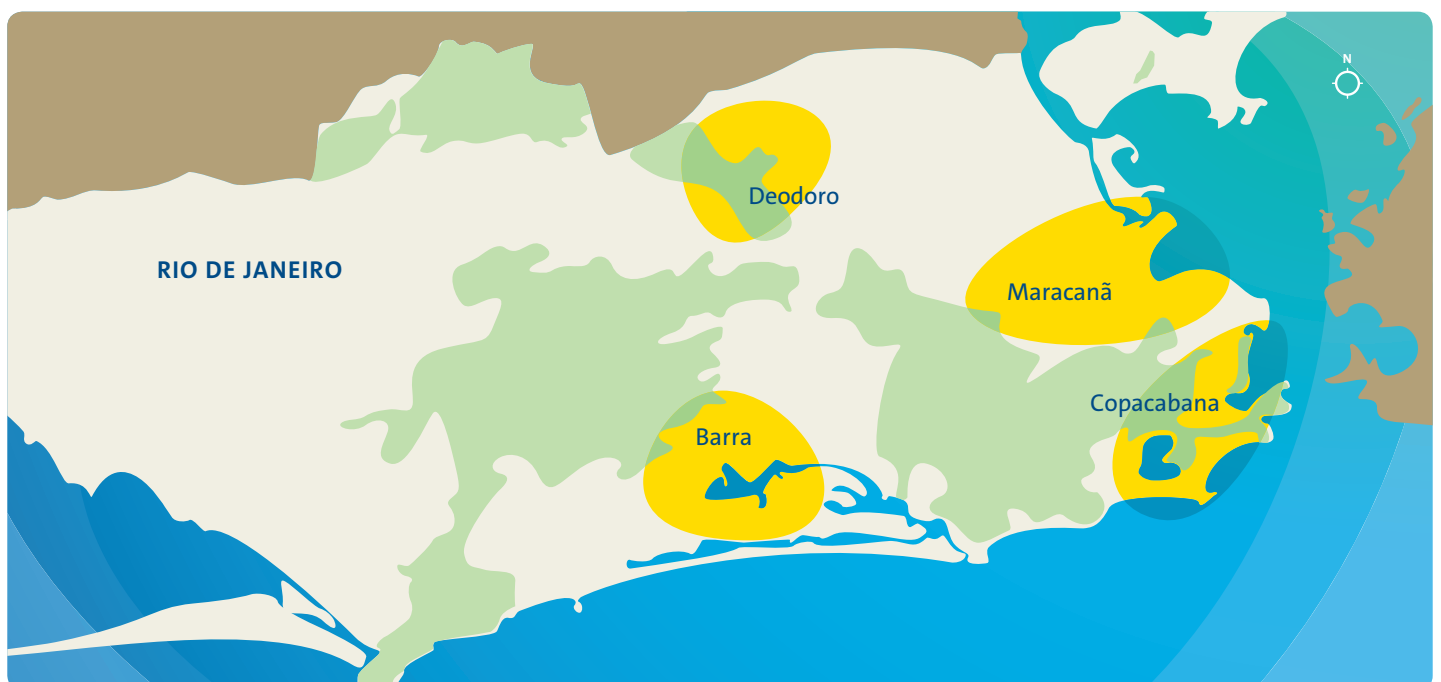 N
Deodoro
RIO DE JANEIRO
Maracanã
Copacabana
Barra